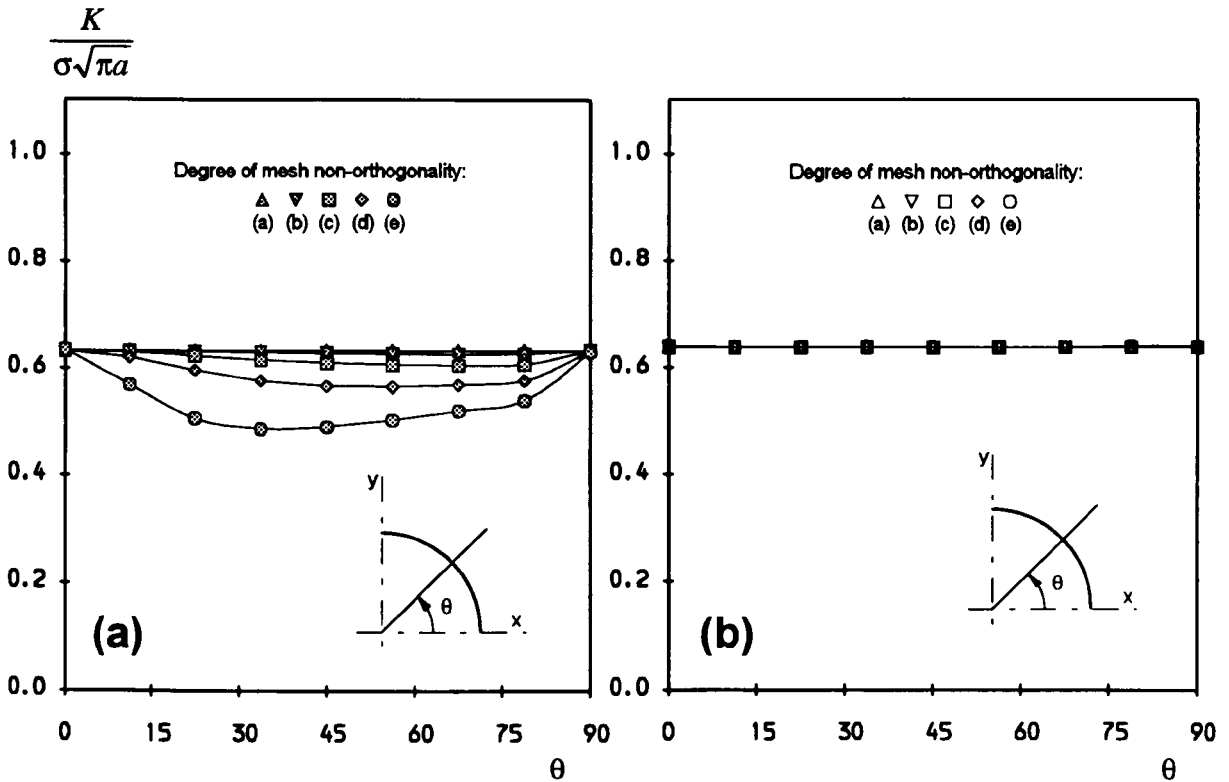 K
σ√πa
1.0
0.8
0.6
0.4
0.2
0.0
Degree of mesh non-orthogonality:
(a) (b) (c) (d) (e)
y
θ
x
(a)
0 15 30 45 60 75 90
θ
1.0
0.8
0.6
0.4
0.2
0.0
Degree of mesh non-orthogonality:
(a) (b) (c) (d) (e)
y
θ
x
(b)
0 15 30 45 60 75 90
θ